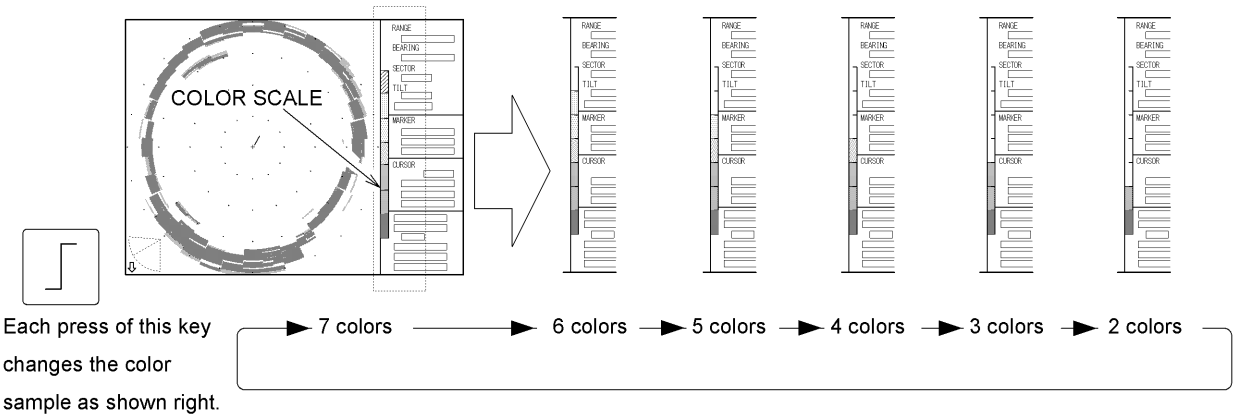 RANGE
BEARING
SECTOR
TILT
COLOR SCALE
MARKER
CURSOR
RANGE
BEARING
SECTOR
TILT
MARKER
CURSOR
RANGE
BEARING
SECTOR
TILT
MARKER
CURSOR
RANGE
BEARING
SECTOR
TILT
MARKER
CURSOR
RANGE
BEARING
SECTOR
TILT
MARKER
CURSOR
RANGE
BEARING
SECTOR
TILT
MARKER
CURSOR
Each press of this key
changes the color
sample as shown right.
7 colors 6 colors 5 colors 4 colors 3 colors 2 colors